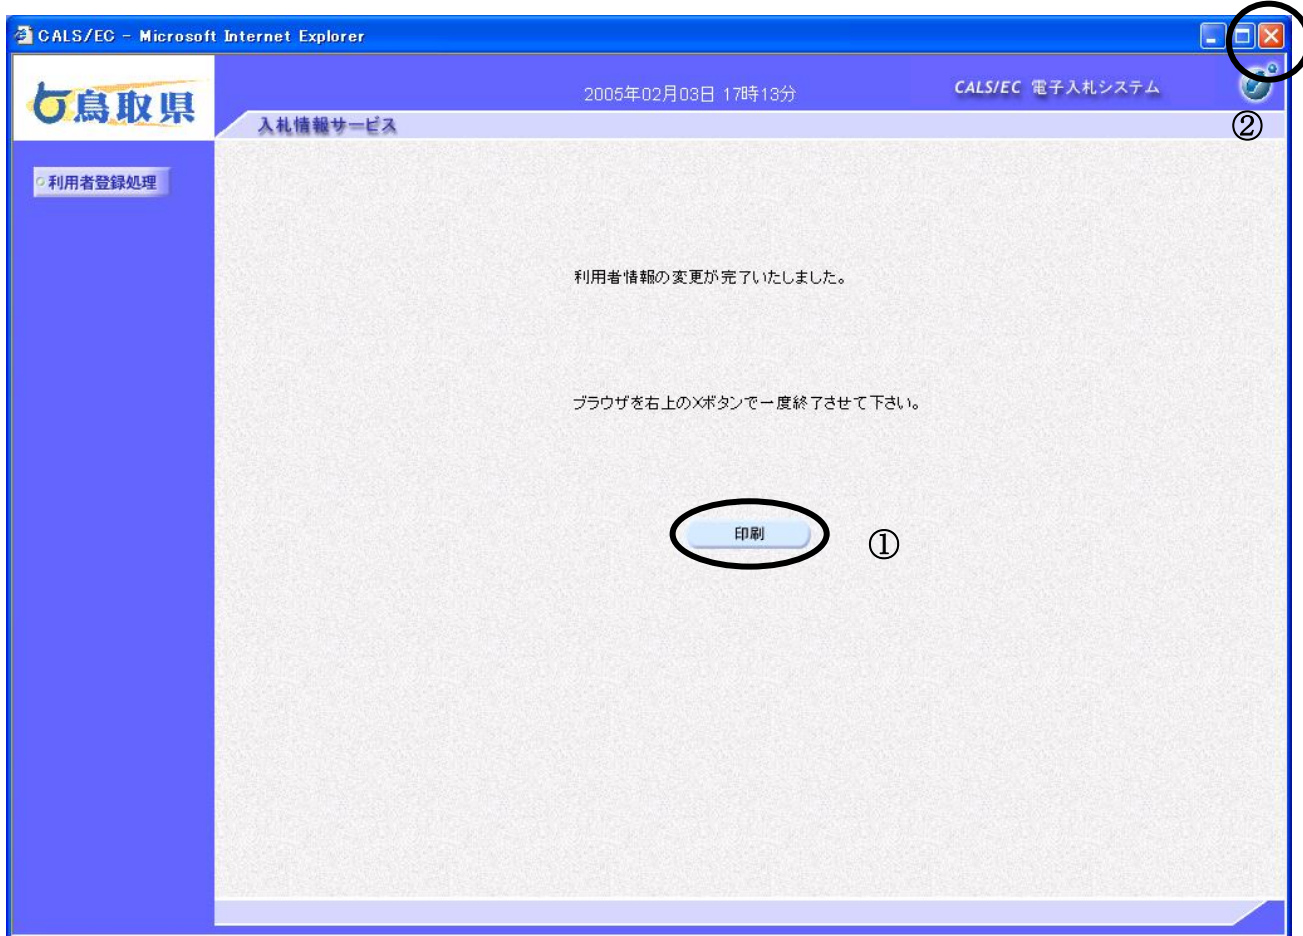 CALS/EC - Microsoft Internet Explorer
鳥取県
2005年02月03日 17時13分
CALS/EC 電子入札システム
②
入札情報サービス
利用者登録処理
利用者情報の変更が完了いたしました。
ブラウザを右上の×ボタンで一度終了させて下さい。
印刷
①